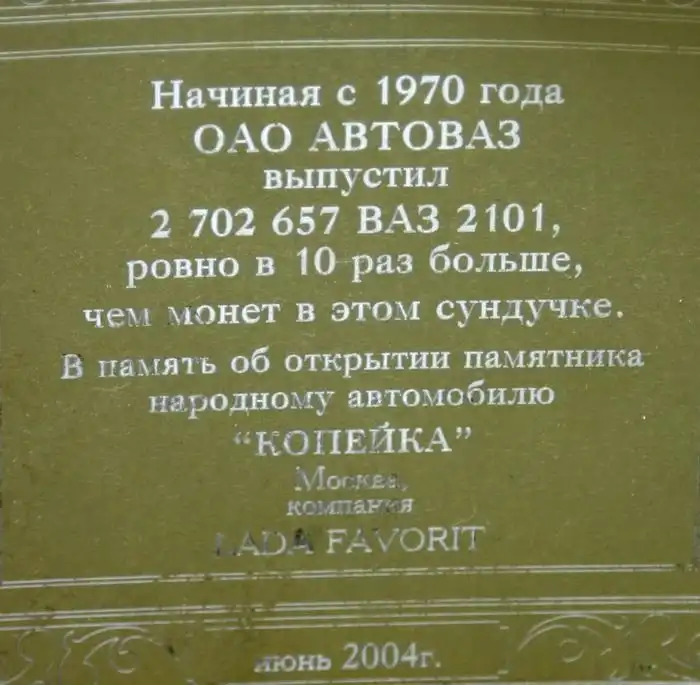 Начиная с 1970 года
ОАО АВТОВАЗ
выпустил
2 702 657 ВАЗ 2101,
ровно в 10 раз больше,
чем монет в этом сундучке.
В память об открытии памятника
народному автомобилю
“КОПЕЙКА”
Москва,
компания
LADA FAVORIT
июнь 2004г.